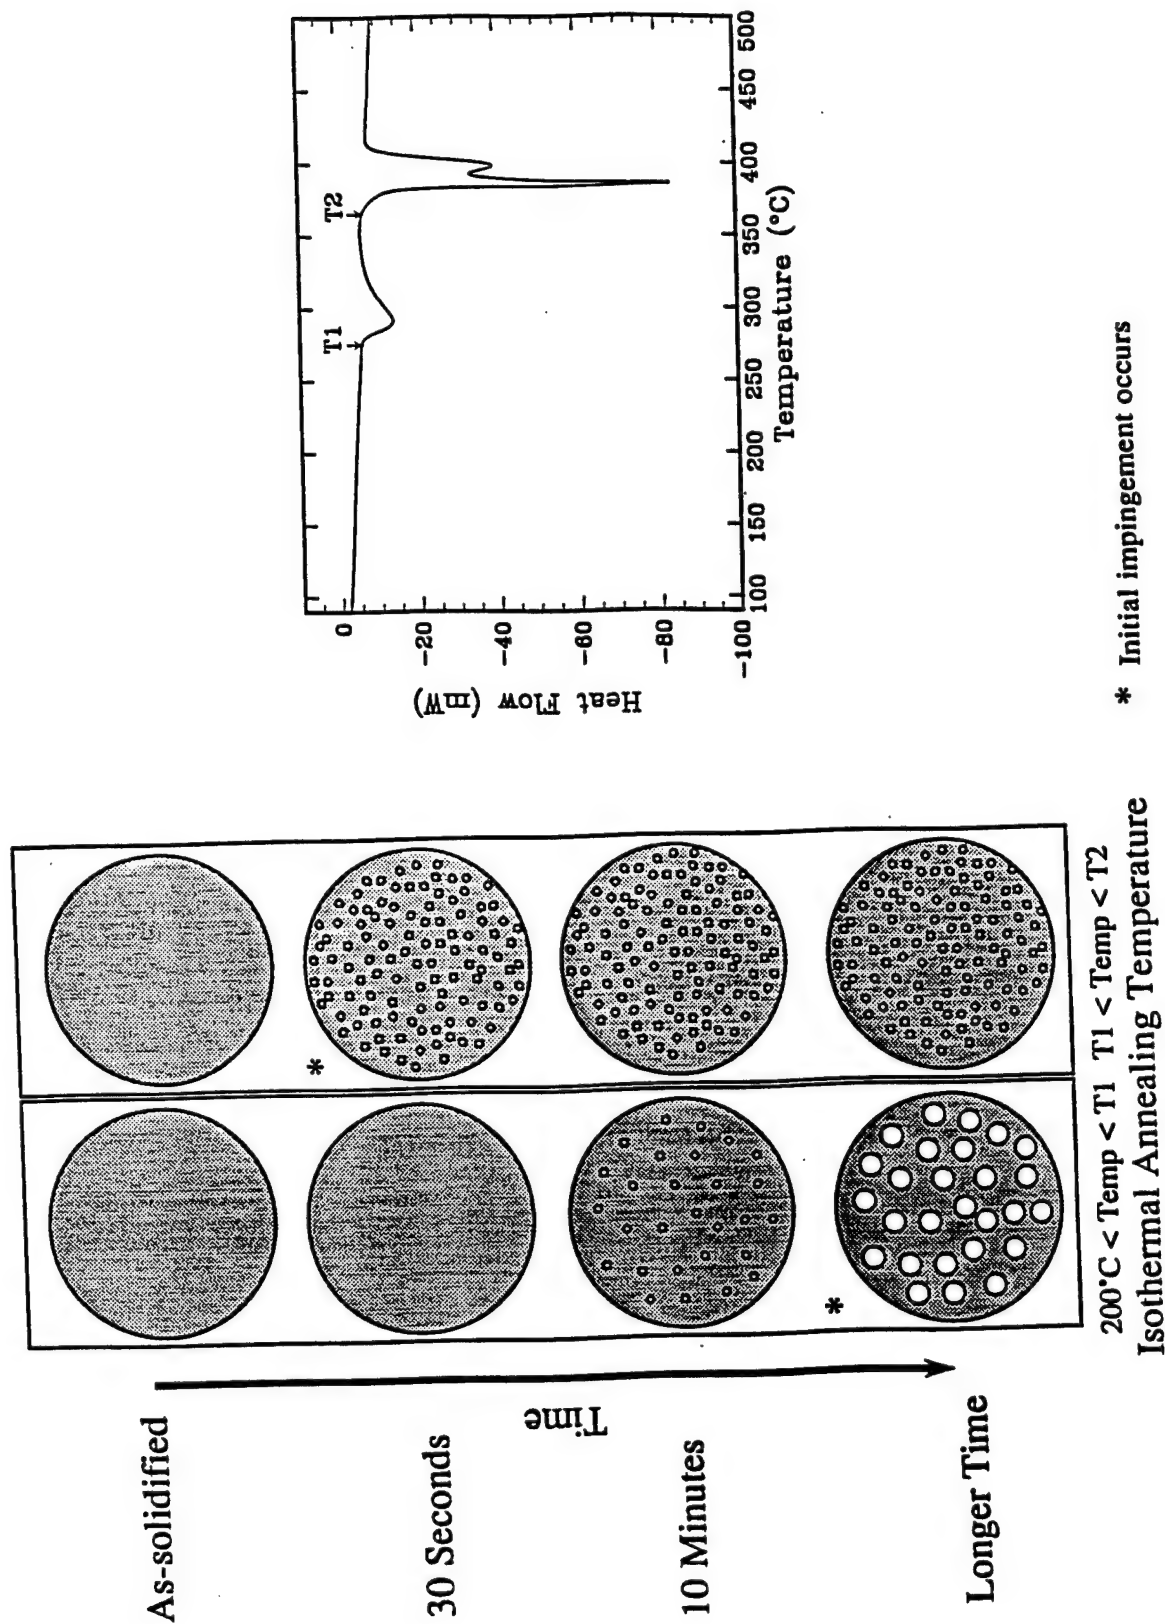 As-solidified
30 Seconds
10 Minutes
Longer Time
Time
200°C < Temp < T1
T1 < Temp < T2
Isothermal Annealing Temperature
*
*
* Initial impingement occurs
Heat Flow (mW)
0
-20
-40
-60
-80
-100
T1
T2
100 150 200 250 300 350 400 450 500
Temperature (°C)